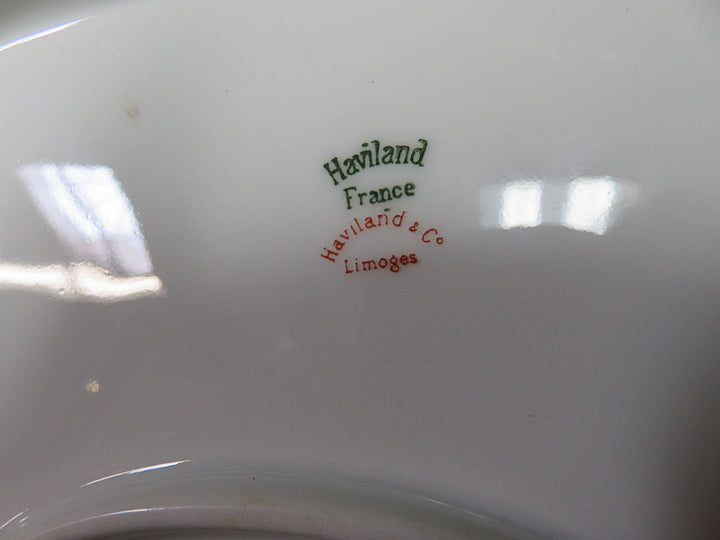 Haviland
France
Haviland & Co
Limoges